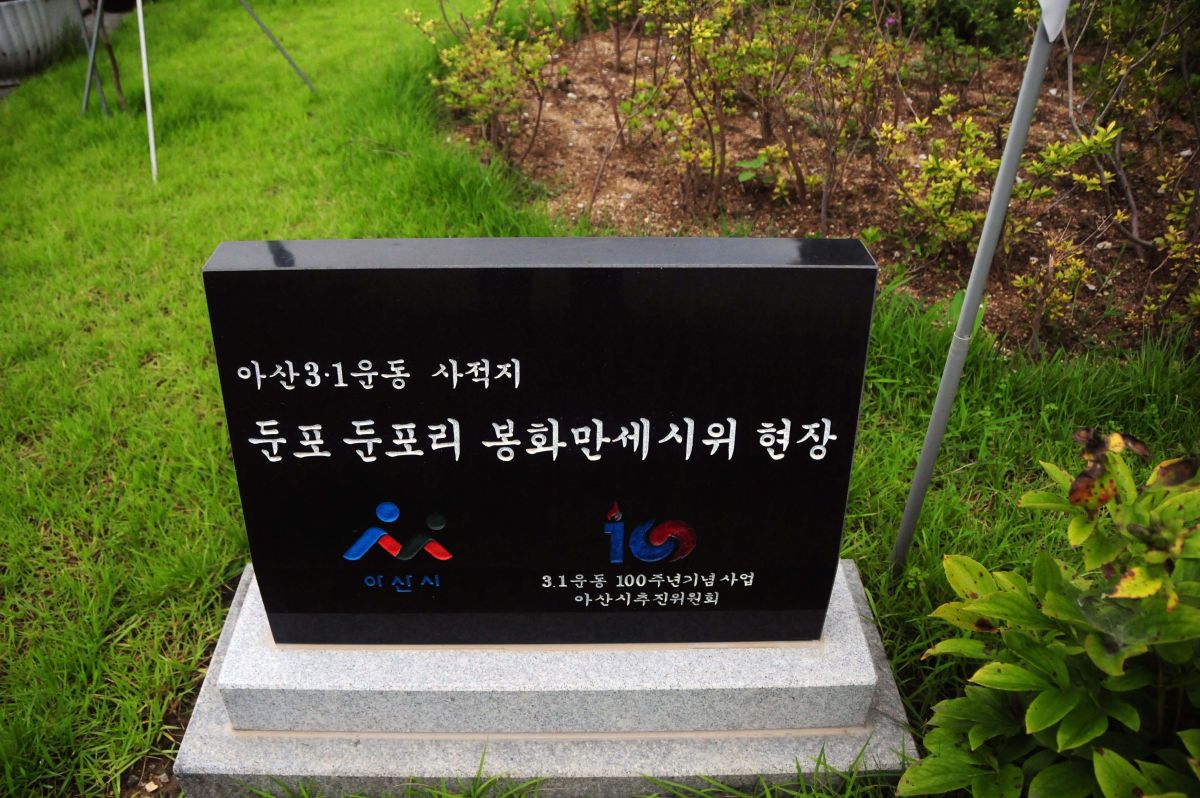 아산3·1운동 사적지
둔포 둔포리 봉화만세시위 현장
아산시
100
3.1운동 100주년기념사업
아산시추진위원회